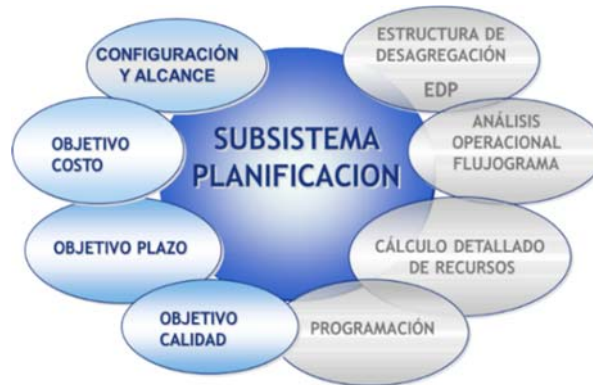 CONFIGURACIÓN
Y ALCANCE
ESTRUCTURA DE
DESAGREGACIÓN
EDP
OBJETIVO
COSTO
SUBSISTEMA
PLANIFICACION
ANÁLISIS
OPERACIONAL
FLUJOGRAMA
OBJETIVO PLAZO
CÁLCULO DETALLADO
DE RECURSOS
OBJETIVO
CALIDAD
PROGRAMACIÓN